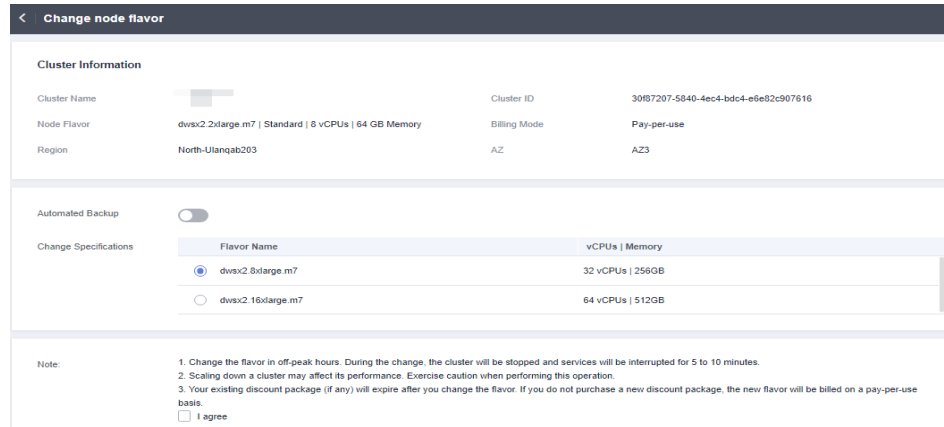 Change node flavor
Cluster Information
Cluster Name
Cluster ID 30f87207-5840-4ec4-bdc4-e6e82c907616
Node Flavor dwsx2.2xlarge.m7 | Standard | 8 vCPUs | 64 GB Memory Billing Mode Pay-per-use
Region North-Ulanqab203 AZ AZ3
Automated Backup
Change Specifications Flavor Name vCPUs | Memory
dwsx2.8xlarge.m7 32 vCPUs | 256GB
dwsx2.16xlarge.m7 64 vCPUs | 512GB
Note: 1. Change the flavor in off-peak hours. During the change, the cluster will be stopped and services will be interrupted for 5 to 10 minutes.
2. Scaling down a cluster may affect its performance. Exercise caution when performing this operation.
3. Your existing discount package (if any) will expire after you change the flavor. If you do not purchase a new discount package, the new flavor will be billed on a pay-per-use
basis.
I agree